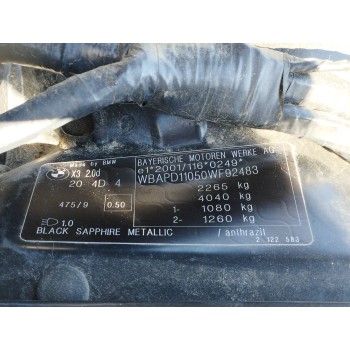 Made by BMW
X3 2.0d
20 4D 4
475/9 0.50
1.0
BAYERISCHE MOTOREN WERKE AG
e1*2001/116*0249*
WBAPD11050WF92483
2265 kg
4040 kg
1- 1080 kg
2- 1260 kg
BLACK SAPPHIRE METALLIC / anthrazit
2 122 583